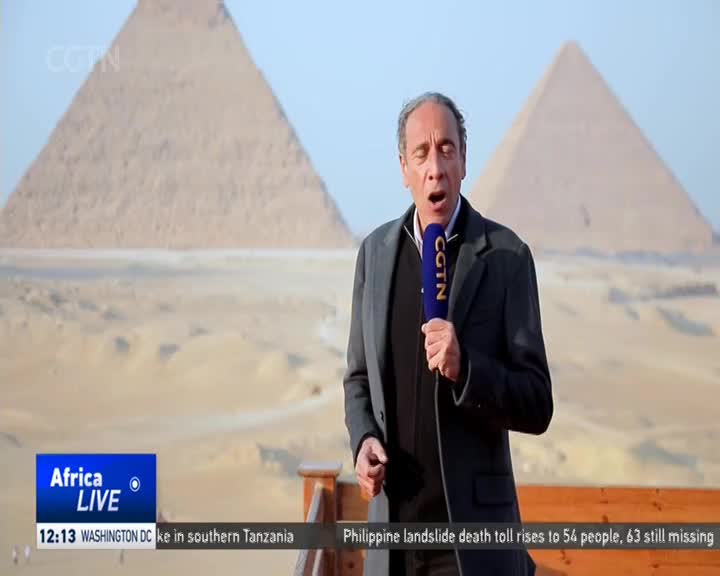 CGTN
CGTN
Africa
LIVE
12:13 WASHINGTON DC
ke in southern Tanzania
Philippine landslide death toll rises to 54 people, 63 still missing